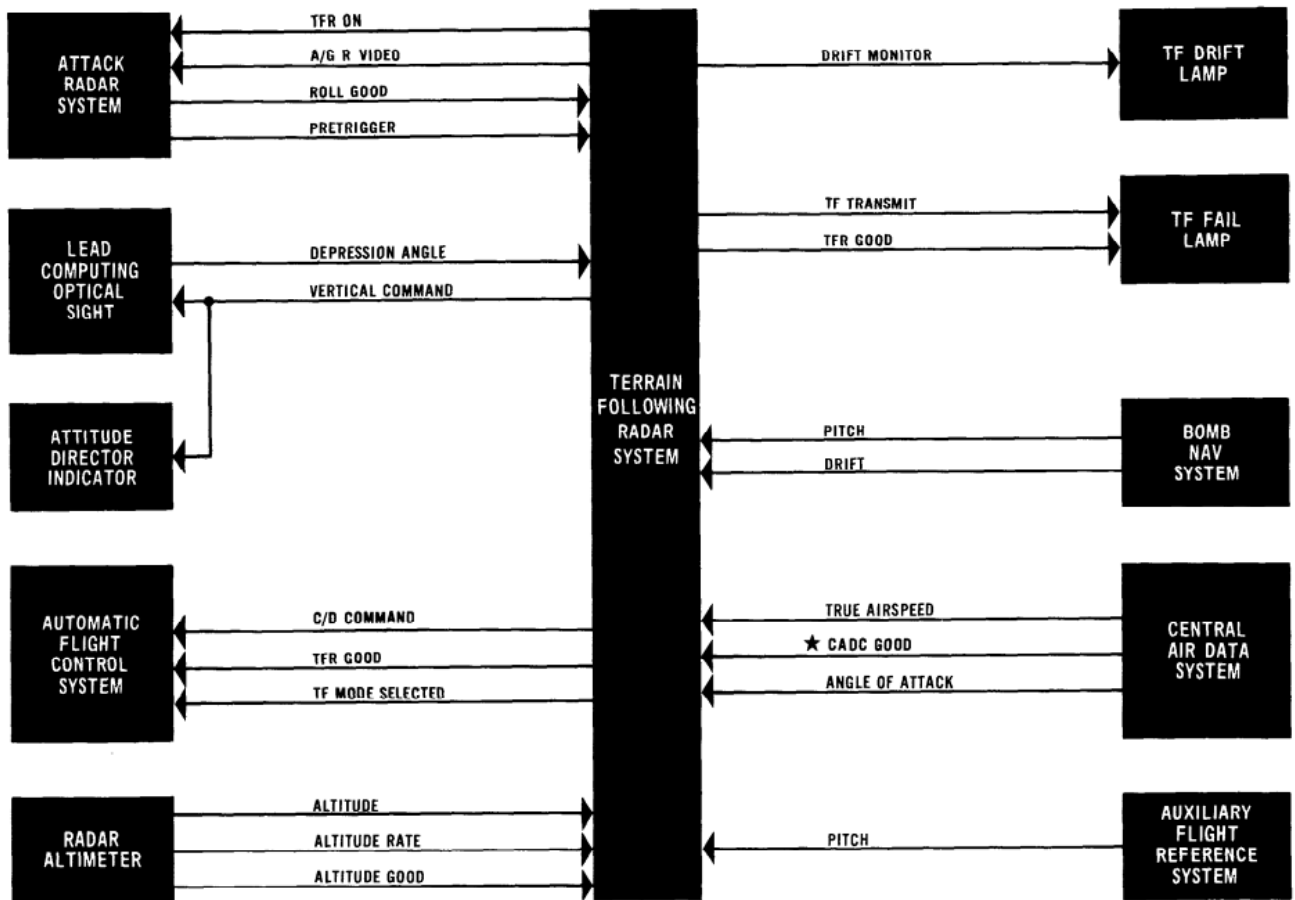 ATTACK
RADAR
SYSTEM
TFR ON
A/G R VIDEO
ROLL GOOD
PRETRIGGER
DRIFT MONITOR
TF DRIFT
LAMP
LEAD
COMPUTING
OPTICAL
SIGHT
DEPRESSION ANGLE
VERTICAL COMMAND
TF TRANSMIT
TFR GOOD
TF FAIL
LAMP
ATTITUDE
DIRECTOR
INDICATOR
TERRAIN
FOLLOWING
RADAR
SYSTEM
PITCH
DRIFT
BOMB
NAV
SYSTEM
AUTOMATIC
FLIGHT
CONTROL
SYSTEM
C/D COMMAND
TFR GOOD
TF MODE SELECTED
TRUE AIRSPEED
★ CADC GOOD
ANGLE OF ATTACK
CENTRAL
AIR DATA
SYSTEM
RADAR
ALTIMETER
ALTITUDE
ALTITUDE RATE
ALTITUDE GOOD
PITCH
AUXILIARY
FLIGHT
REFERENCE
SYSTEM